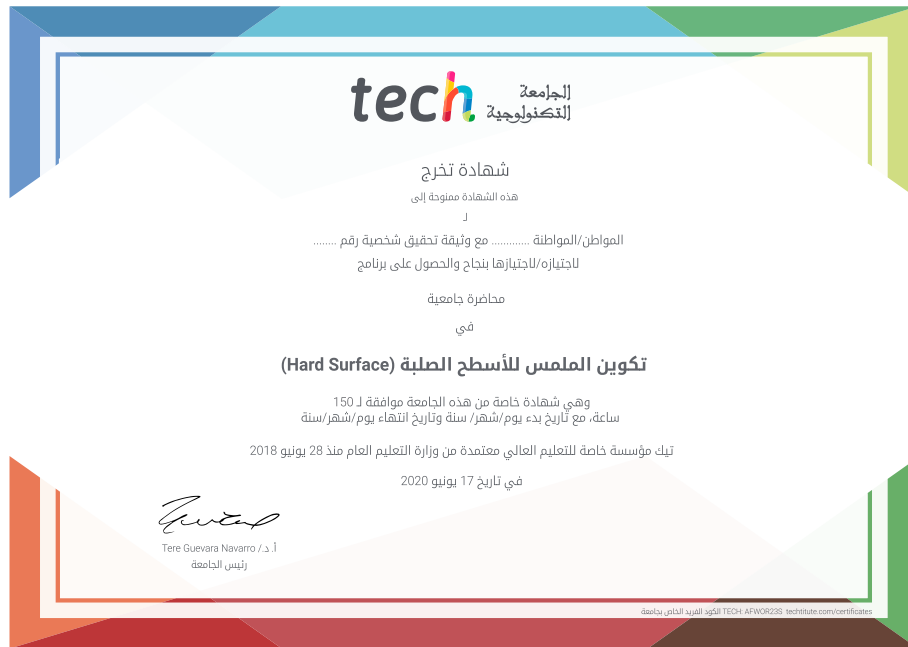 tech الجامعة
التكنولوجية
شهادة تخرج
هذه الشهادة ممنوحة إلى
لـ
المواطن/المواطنة ............. مع وثيقة تحقيق شخصية رقم ........
لاجتيازه/لاجتيازها بنجاح والحصول على برنامج
محاضرة جامعية
في
تكوين الملمس للأسطح الصلبة (Hard Surface)
وهي شهادة خاصة من هذه الجامعة موافقة لـ 150
ساعة، مع تاريخ بدء يوم/شهر/ سنة وتاريخ انتهاء يوم/شهر/سنة
تيك مؤسسة خاصة للتعليم العالي معتمدة من وزارة التعليم العام منذ 28 يونيو 2018
في تاريخ 17 يونيو 2020
أ. د./ Tere Guevara Navarro
رئيس الجامعة
الكود الفريد الخاص بجامعة TECH: AFWOR23S techtitute.com/certificates